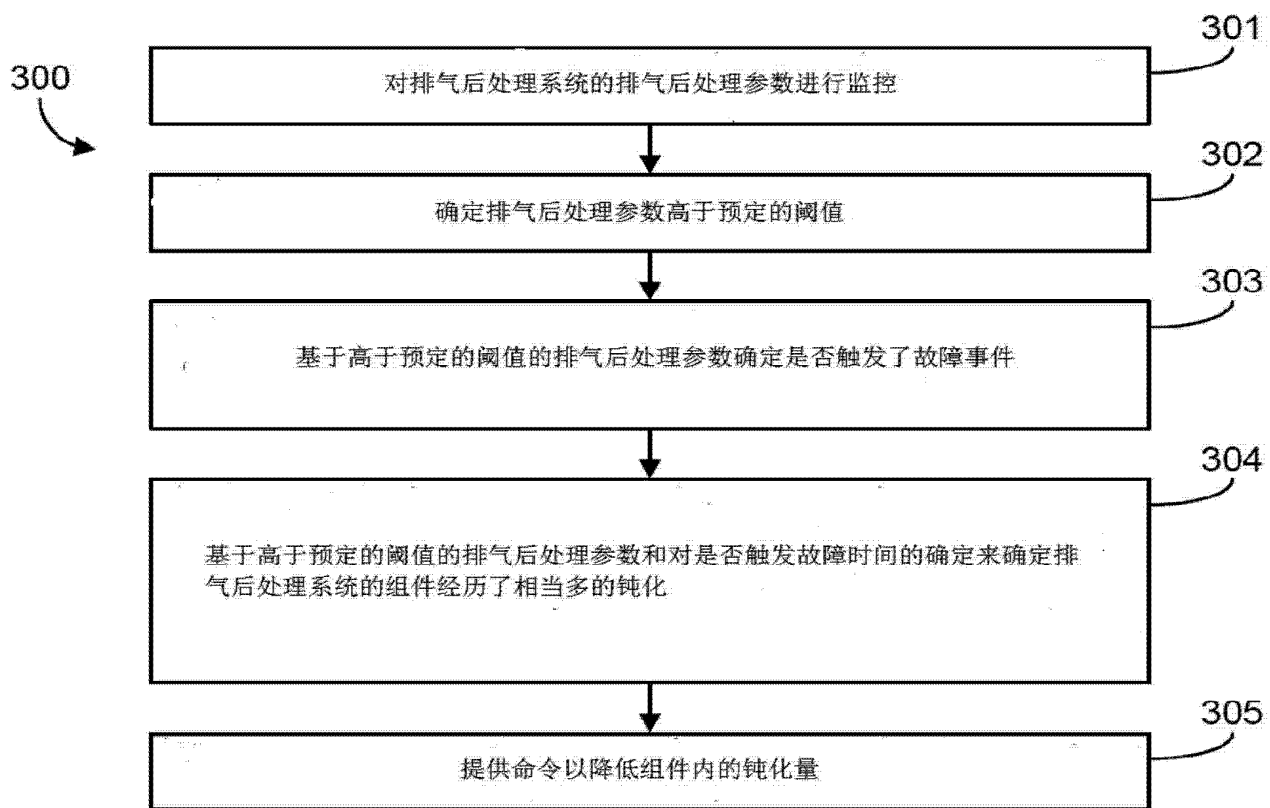 300
301
对排气后处理系统的排气后处理参数进行监控
302
确定排气后处理参数高于预定的阈值
303
基于高于预定的阈值的排气后处理参数确定是否触发了故障事件
304
基于高于预定的阈值的排气后处理参数和对是否触发故障时间的确定来确定排
气后处理系统的组件经历了相当多的钝化
305
提供命令以降低组件内的钝化量